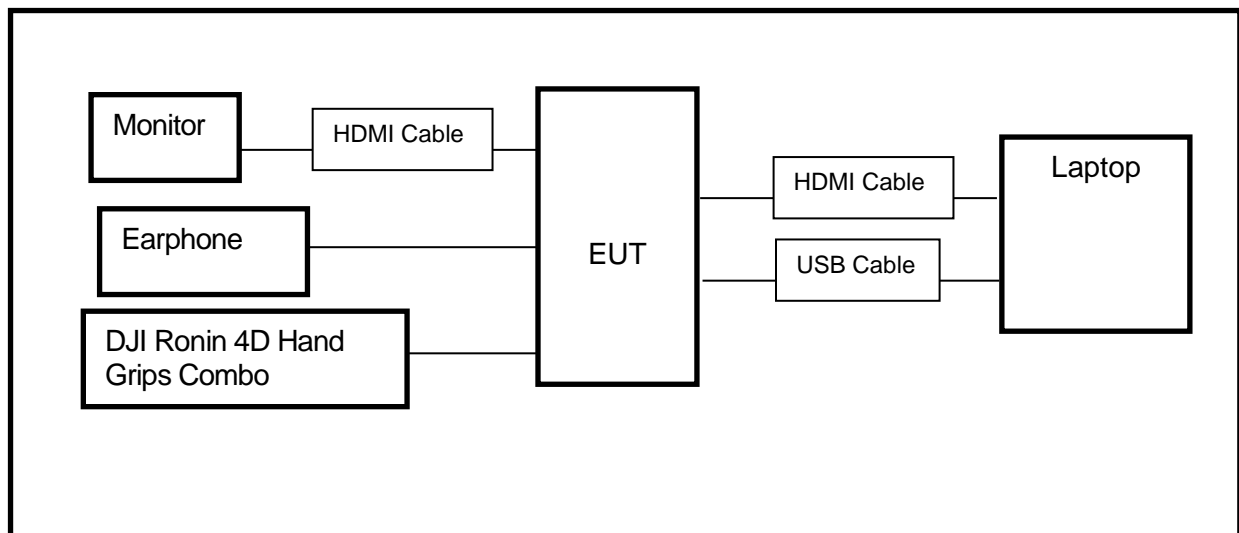 Monitor
HDMI Cable
Earphone
DJI Ronin 4D Hand
Grips Combo
EUT
HDMI Cable
USB Cable
Laptop